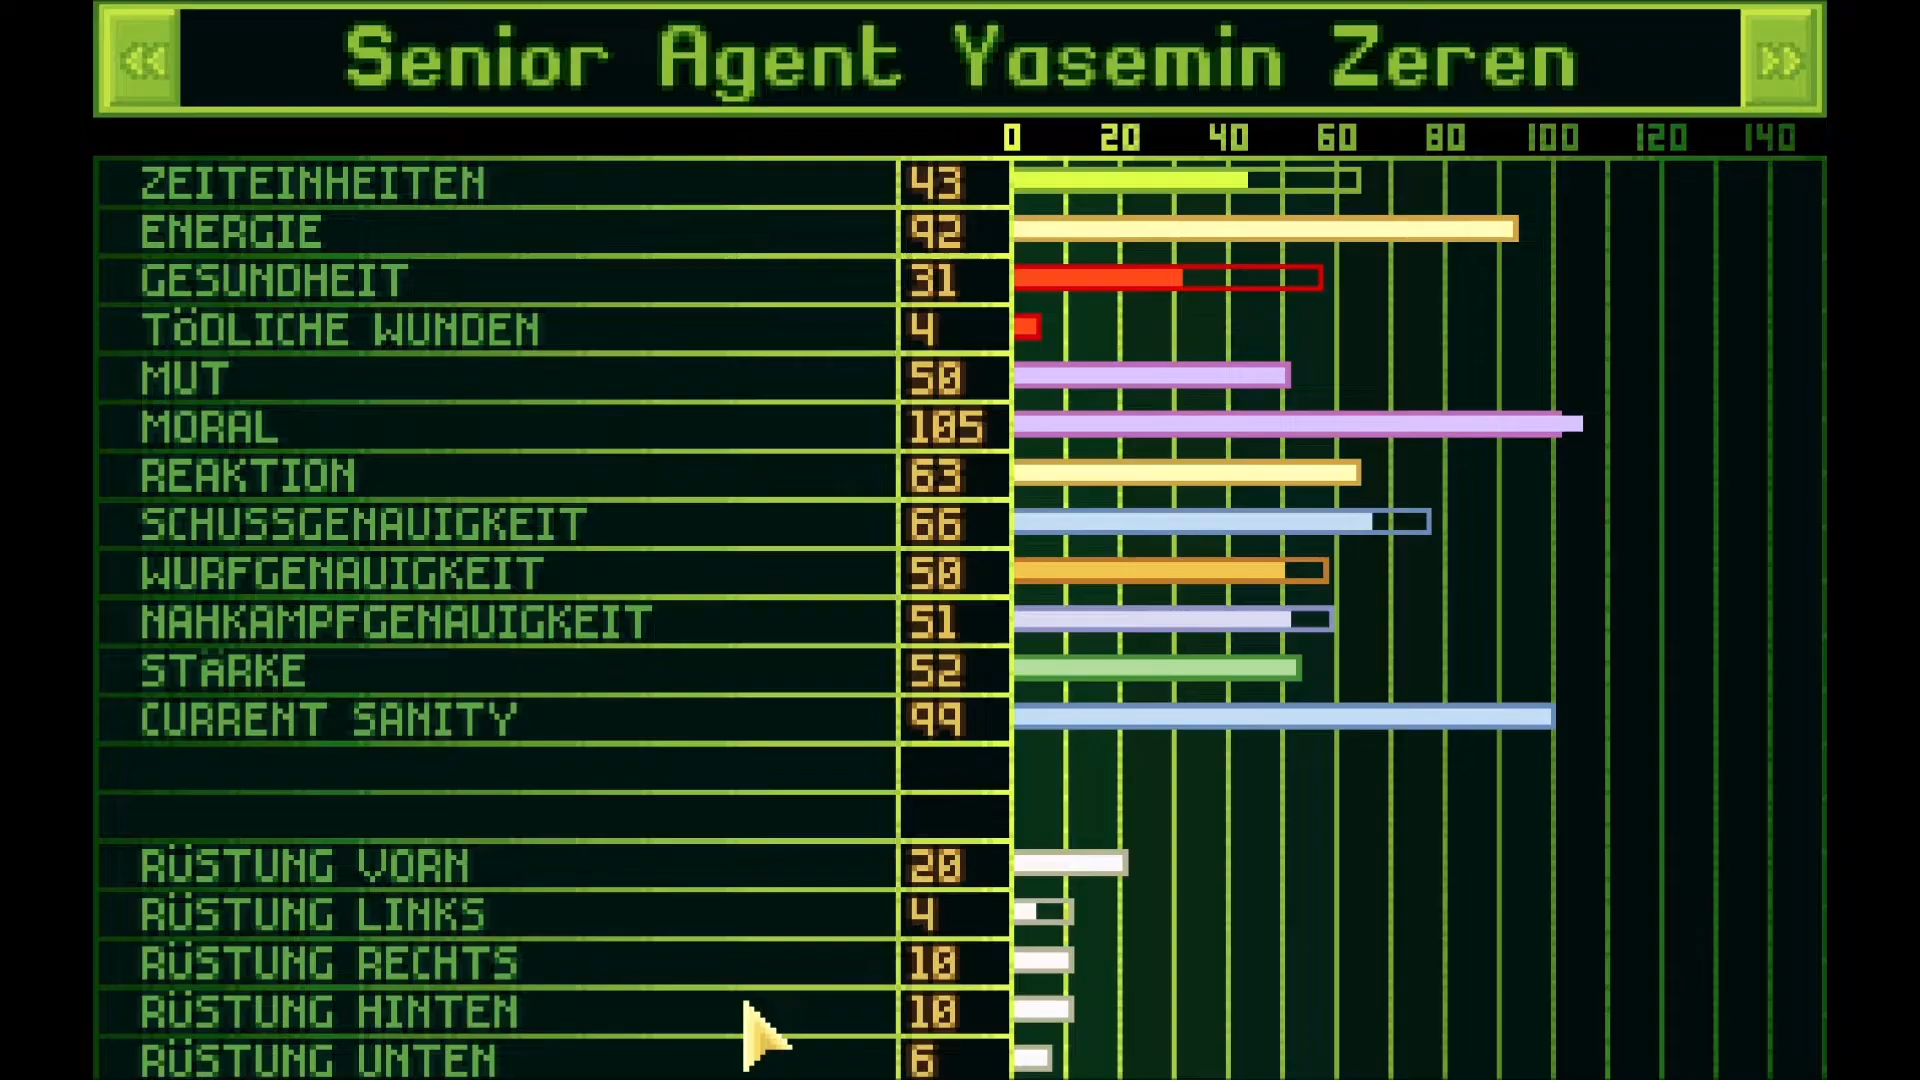 Senior Agent Yasemin Zeren
0 20 40 60 80 100 120 140
ZEITEINHEITEN 43
ENERGIE 92
GESUNDHEIT 31
TÖDLICHE WUNDEN 4
MUT 50
MORAL 105
REAKTION 63
SCHUSSGENAUIGKEIT 66
WURFGENAUIGKEIT 50
NAHKAMPFGENAUIGKEIT 51
STÄRKE 52
CURRENT SANITY 99
RÜSTUNG VORN 20
RÜSTUNG LINKS 4
RÜSTUNG RECHTS 10
RÜSTUNG HINTEN 10
RÜSTUNG UNTEN 6